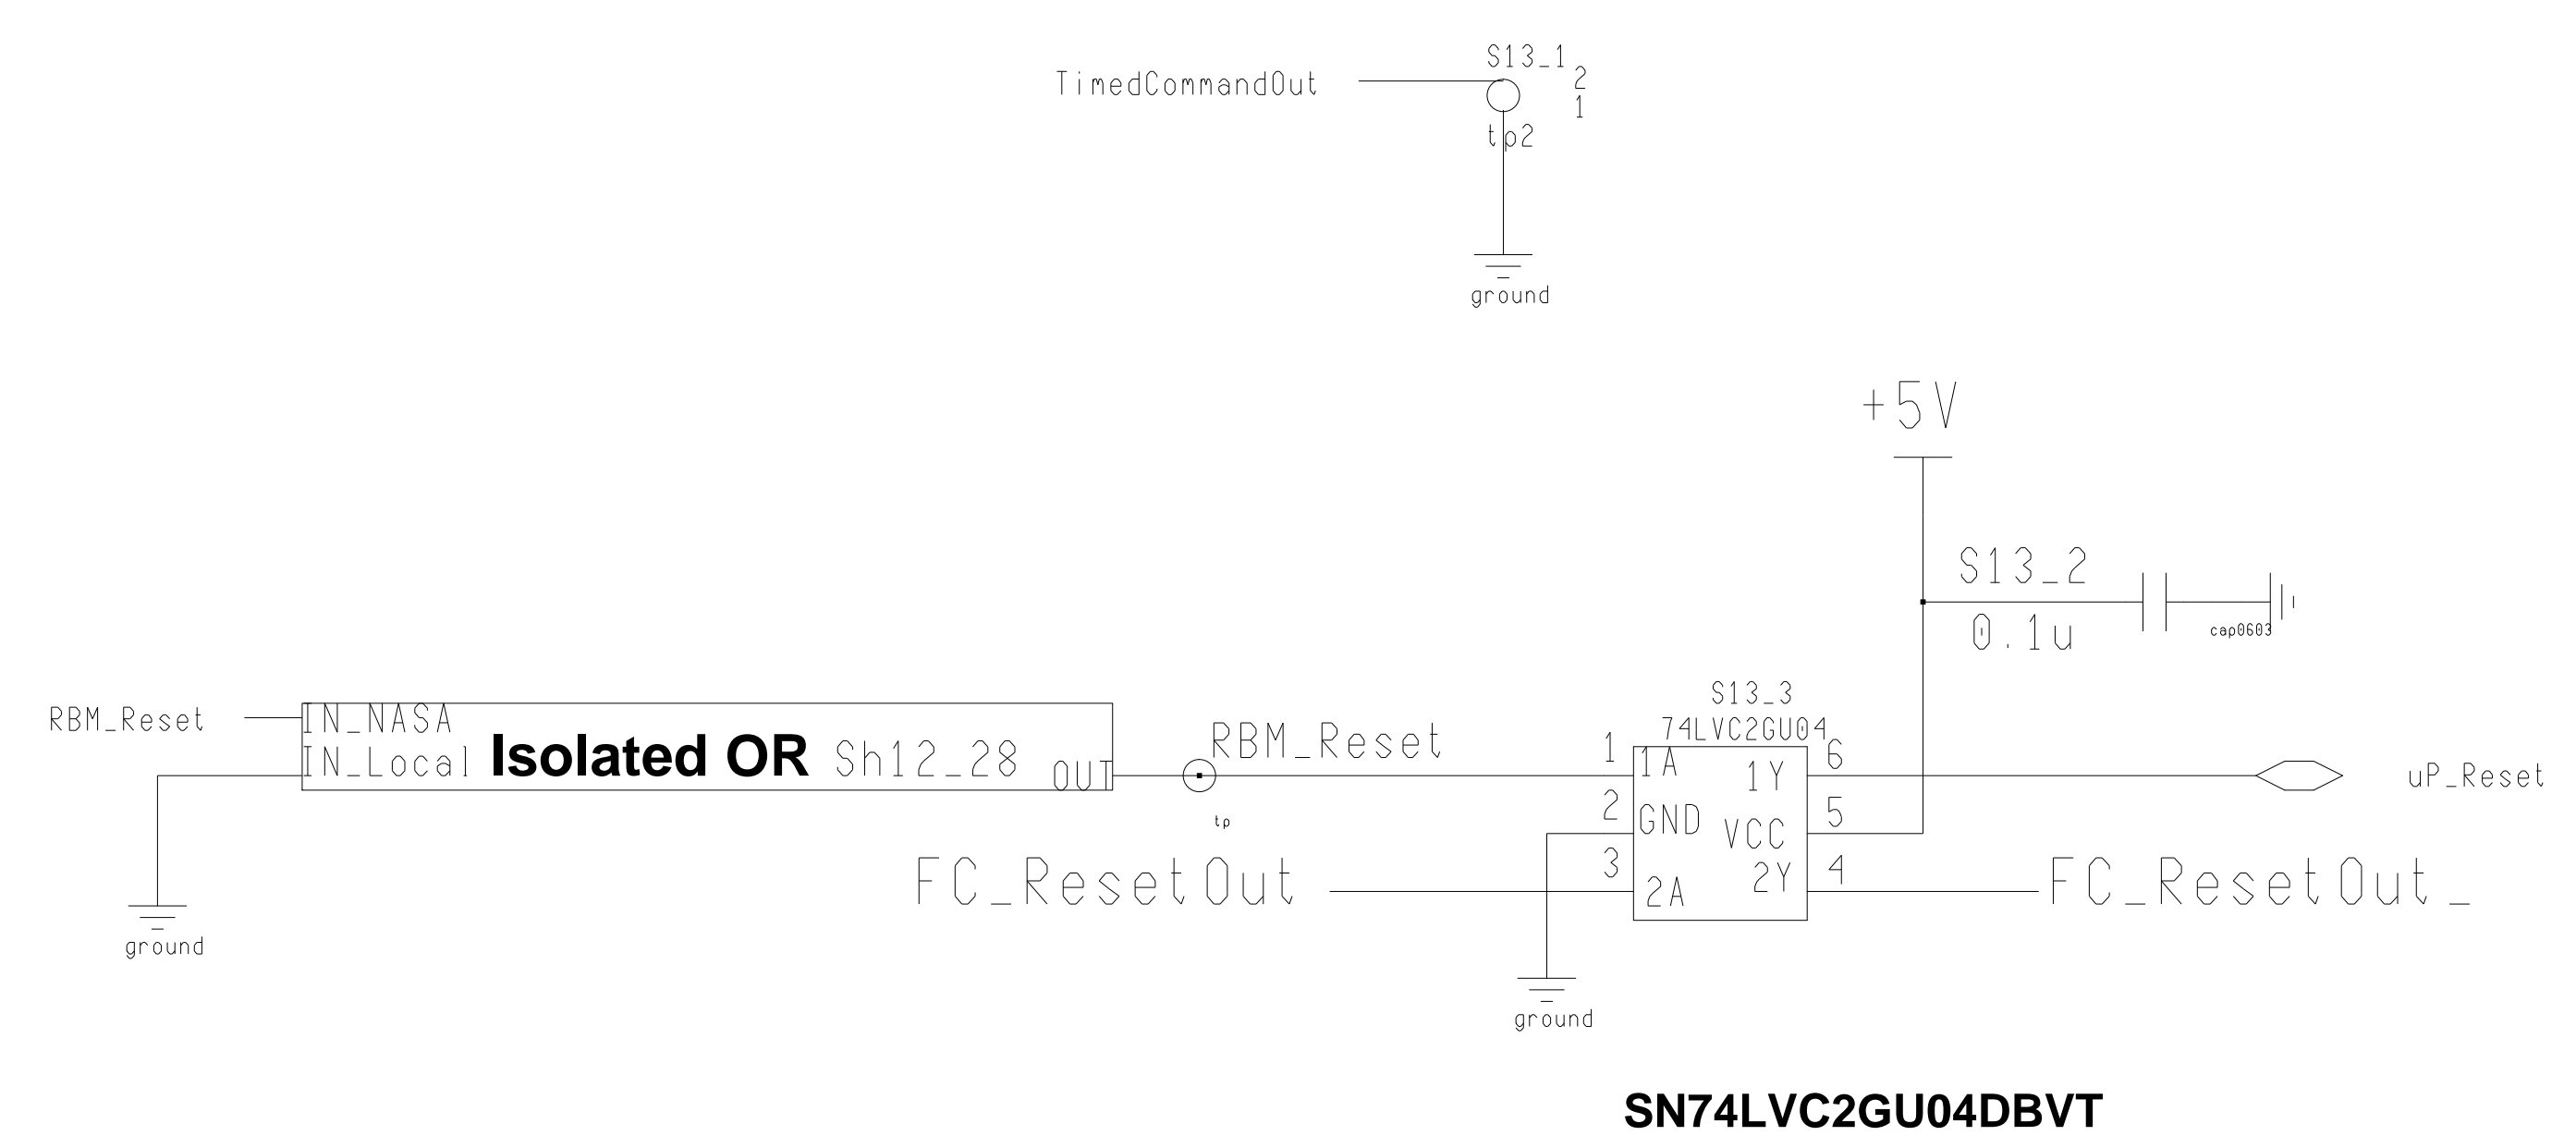 S13_1
TimedCommandOut
2
1
tp2
ground
+5V
S13_2
0.1u
cap0603
S13_3
74LVC2GU04
RBM_Reset
IN_NASA
IN_Local Isolated OR Sh12_28
OUT
RBM_Reset
tp
1 1A 1Y 6
uP_Reset
2 GND VCC 5
FC_ResetOut 3 2A 2Y 4 FC_ResetOut_
ground
ground
SN74LVC2GU04DBVT